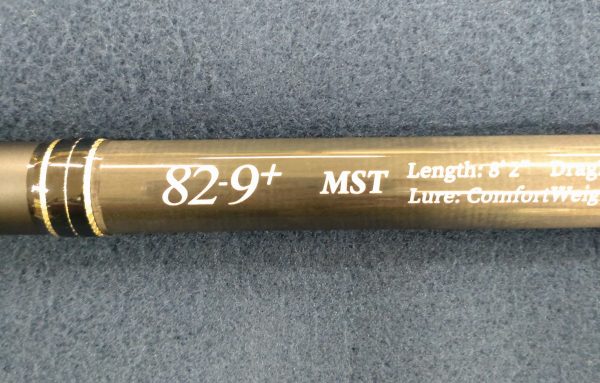 82-9+ MST
Length: 8'2" Drag:
Lure: ComfortWeig